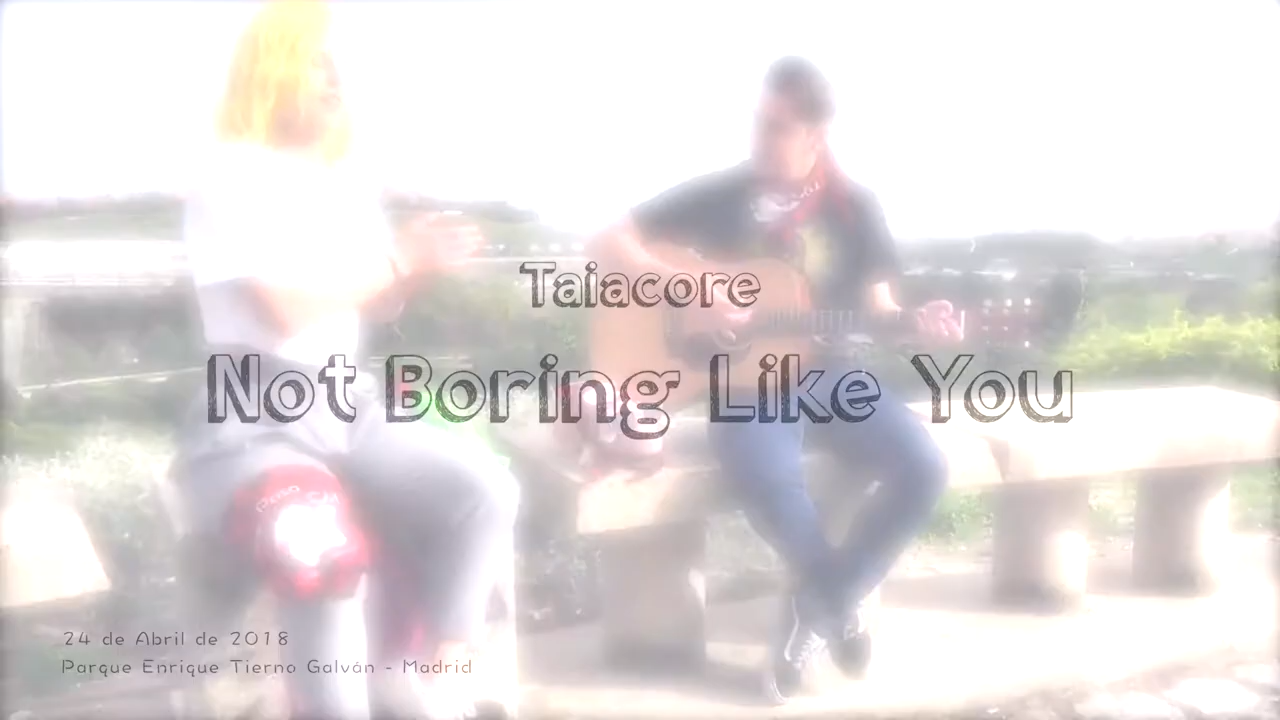 Taiacore
Not Boring Like You
24 de Abril de 2018
Parque Enrique Tierno Galván - Madrid